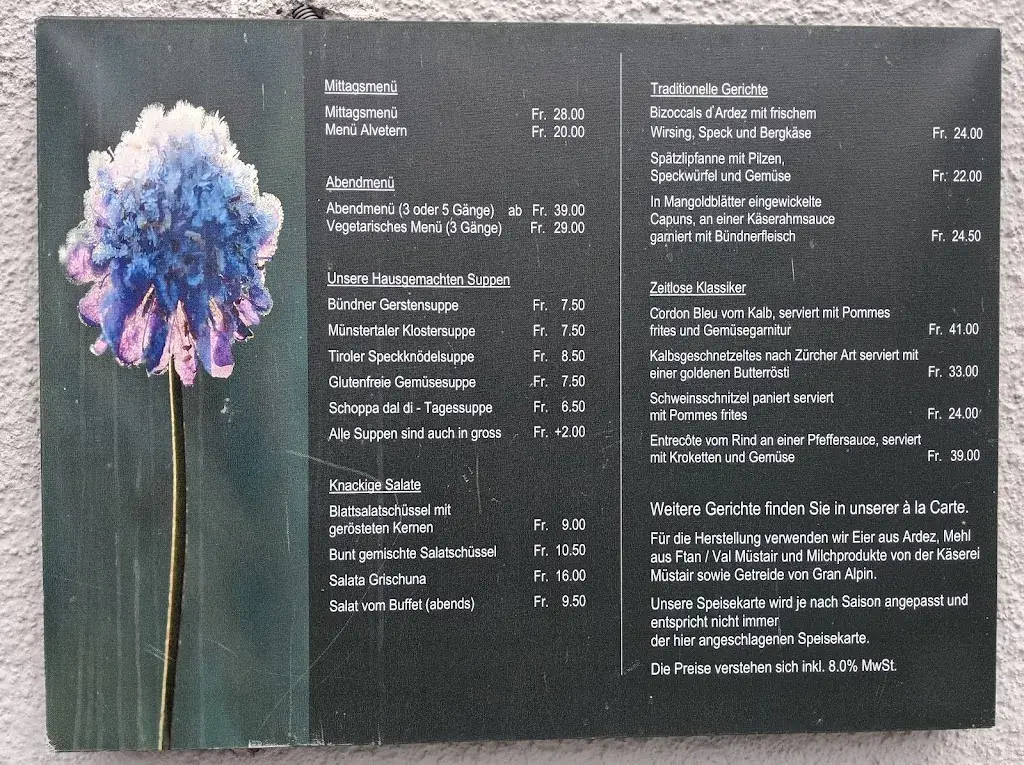 Mittagsmenü
Mittagsmenü Fr. 28.00
Menü Alvetern Fr. 20.00
Abendmenü
Abendmenü (3 oder 5 Gänge) ab Fr. 39.00
Vegetarisches Menü (3 Gänge) Fr. 29.00
Unsere Hausgemachten Suppen
Bündner Gerstensuppe Fr. 7.50
Münstertaler Klostersuppe Fr. 7.50
Tiroler Speckknödelsuppe Fr. 8.50
Glutenfreie Gemüsesuppe Fr. 7.50
Schoppa dal di - Tagessuppe Fr. 6.50
Alle Suppen sind auch in gross Fr. +2.00
Knackige Salate
Blattsalatschüssel mit
gerösteten Kernen Fr. 9.00
Bunt gemischte Salatschüssel Fr. 10.50
Salata Grischuna Fr. 16.00
Salat vom Buffet (abends) Fr. 9.50
Traditionelle Gerichte
Bizoccals d'Ardez mit frischem
Wirsing, Speck und Bergkäse Fr. 24.00
Spätzlipfanne mit Pilzen,
Speckwürfel und Gemüse Fr. 22.00
In Mangoldblätter eingewickelte
Capuns, an einer Käserahmsauce
garniert mit Bündnerfleisch Fr. 24.50
Zeitlose Klassiker
Cordon Bleu vom Kalb, serviert mit Pommes
frites und Gemüsegarnitur Fr. 41.00
Kalbsgeschnetzeltes nach Zürcher Art serviert mit
einer goldenen Butterrösti Fr. 33.00
Schweinsschnitzel paniert serviert
mit Pommes frites Fr. 24.00
Entrecôte vom Rind an einer Pfeffersauce, serviert
mit Kroketten und Gemüse Fr. 39.00
Weitere Gerichte finden Sie in unserer à la Carte.
Für die Herstellung verwenden wir Eier aus Ardez, Mehl
aus Ftan / Val Müstair und Milchprodukte von der Käserei
Müstair sowie Getreide von Gran Alpin.
Unsere Speisekarte wird je nach Saison angepasst und
entspricht nicht immer
der hier angeschlagenen Speisekarte.
Die Preise verstehen sich inkl. 8.0% MwSt.